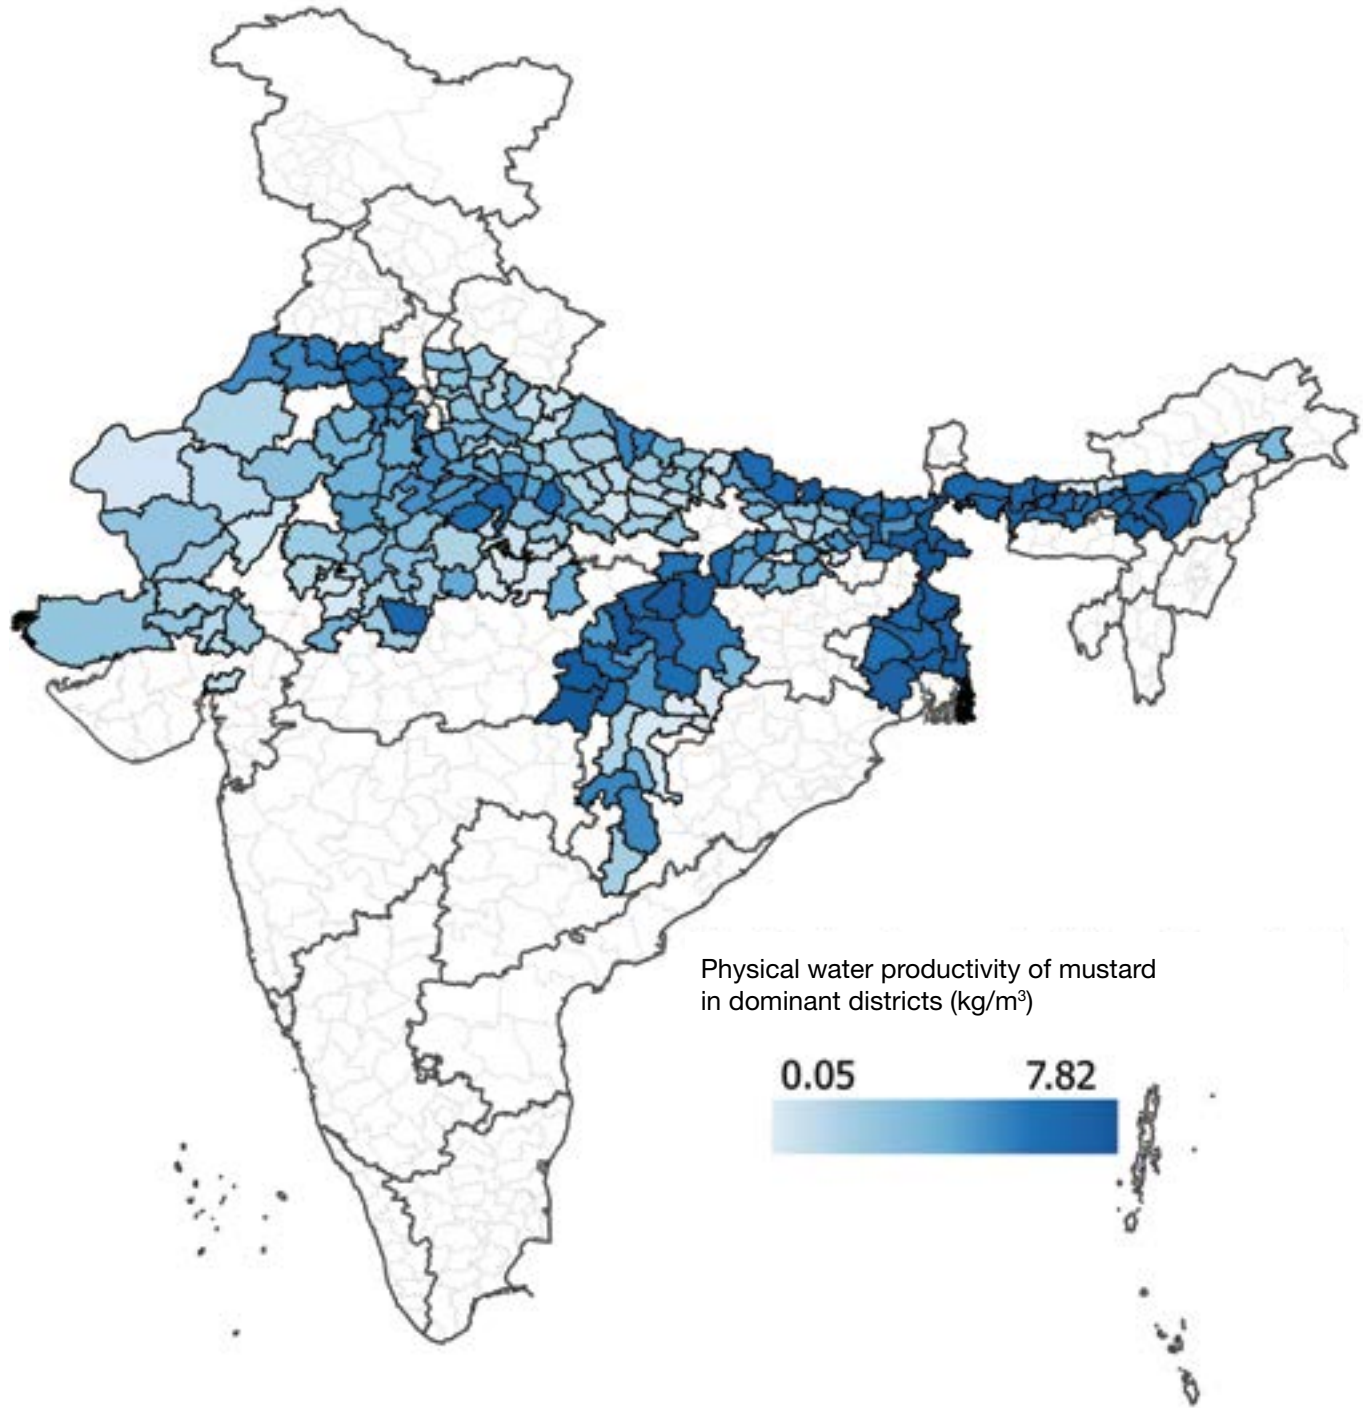 Physical water productivity of mustard
in dominant districts (kg/m³)
0.05 7.82